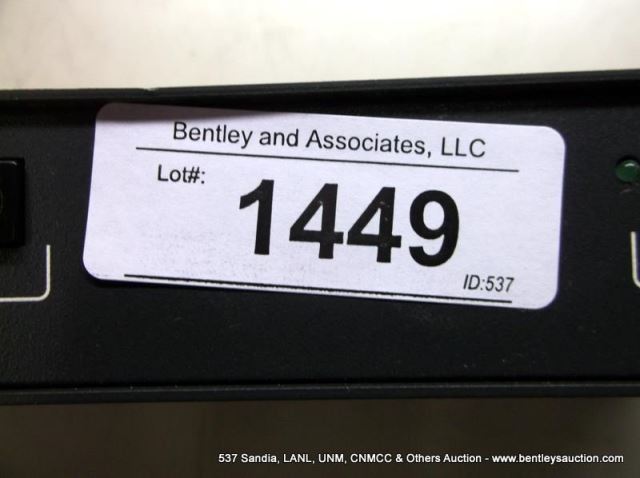 Bentley and Associates, LLC
Lot#:
1449
ID:537
537 Sandia, LANL, UNM, CNMCC & Others Auction - www.bentleysauction.com